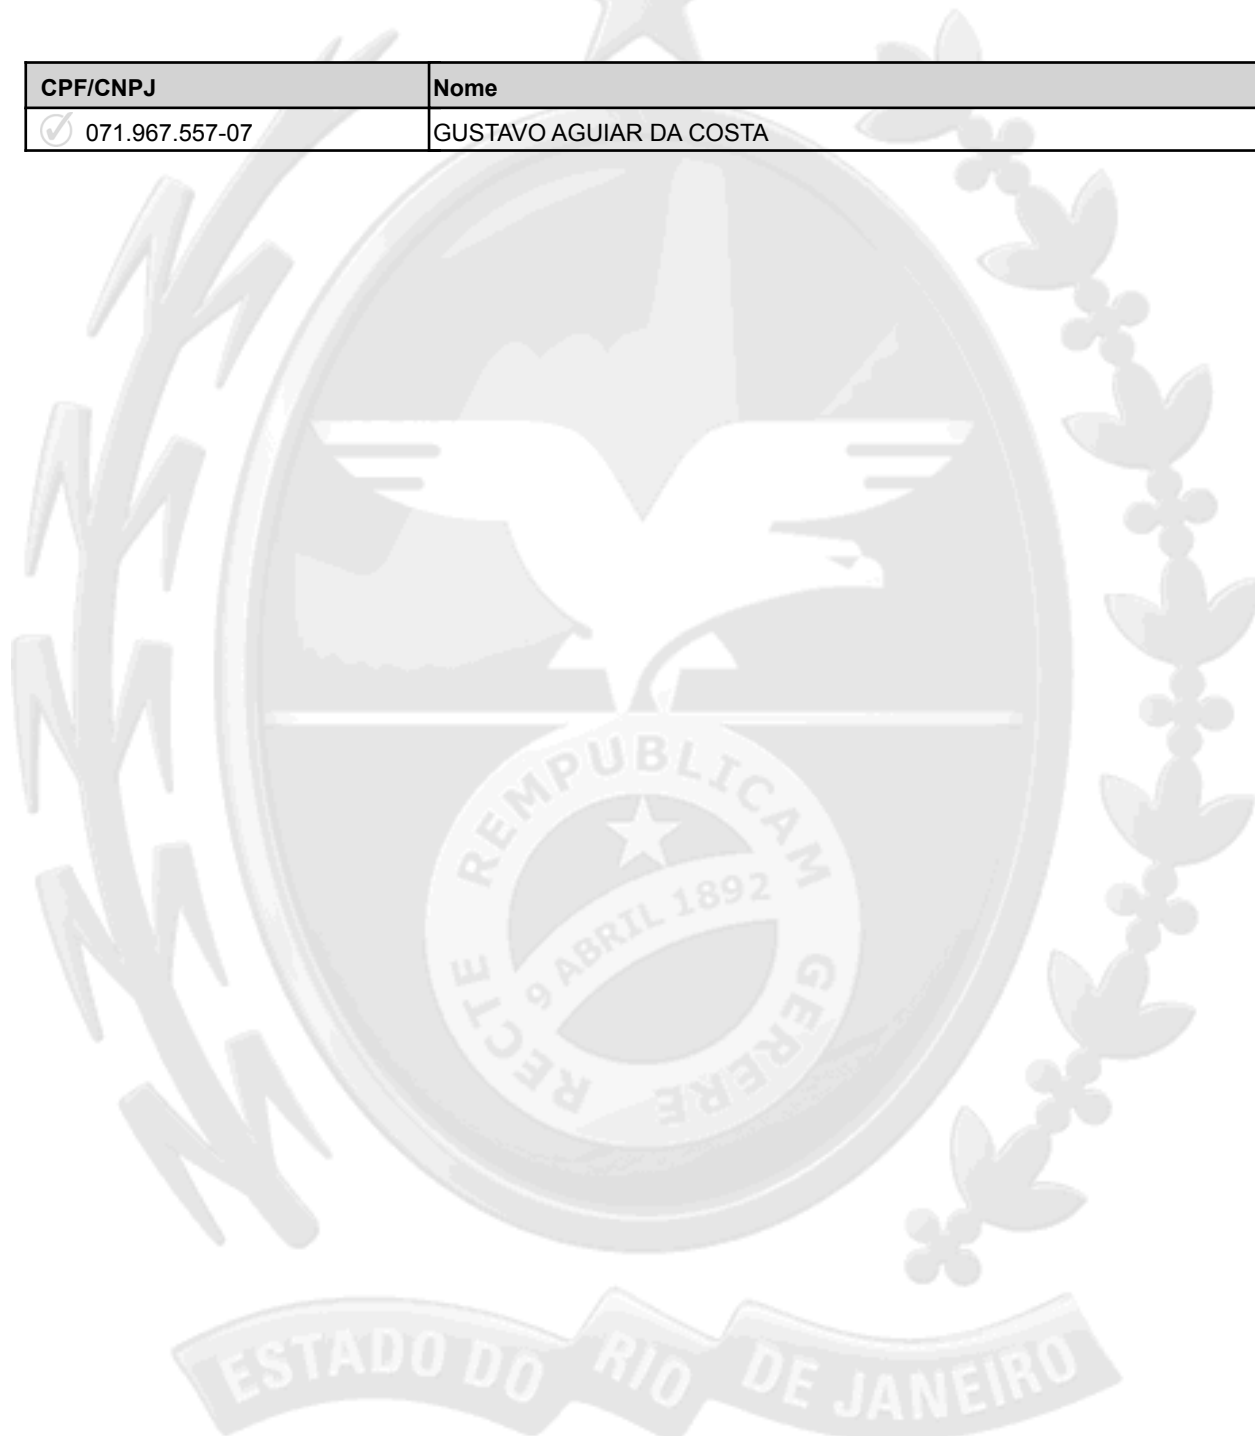 CPF/CNPJ Nome
071.967.557-07 GUSTAVO AGUIAR DA COSTA
REMPUBLICAM
9 ABRIL 1892
RECTE GERERE
ESTADO DO RIO DE JANEIRO